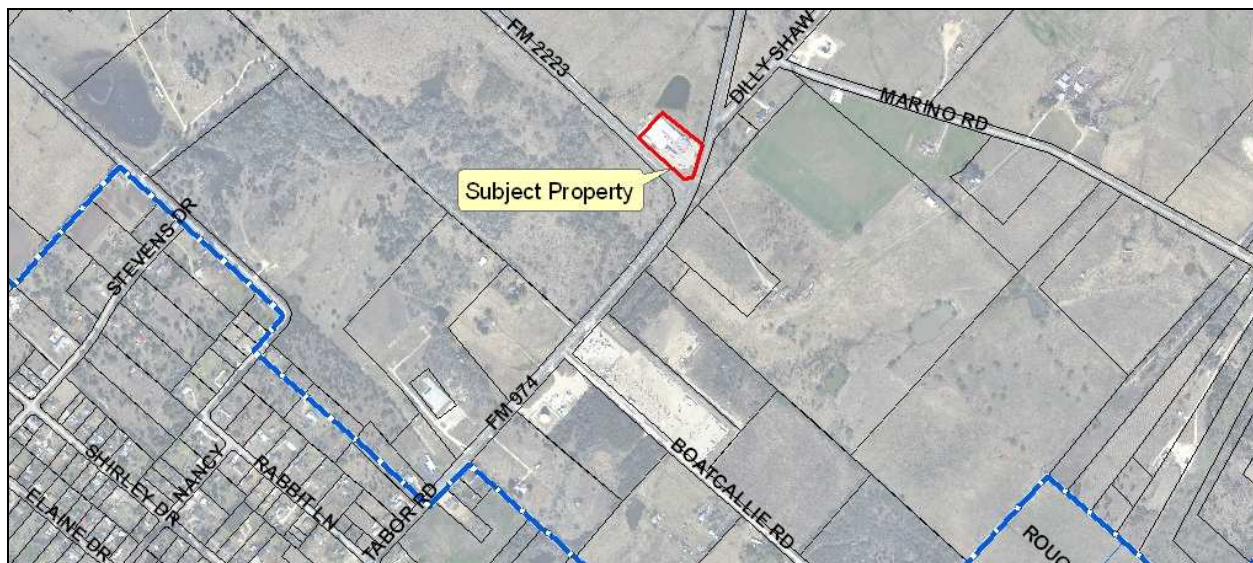 FM 2223
DILLY SHAW
MARINO RD
Subject Property
STEVENS DR
FM 974
NANCY
SHIRLEY DR
RABBIT LN
BOATCALLIE RD
ELAINE DR
TABOR RD
ROUC